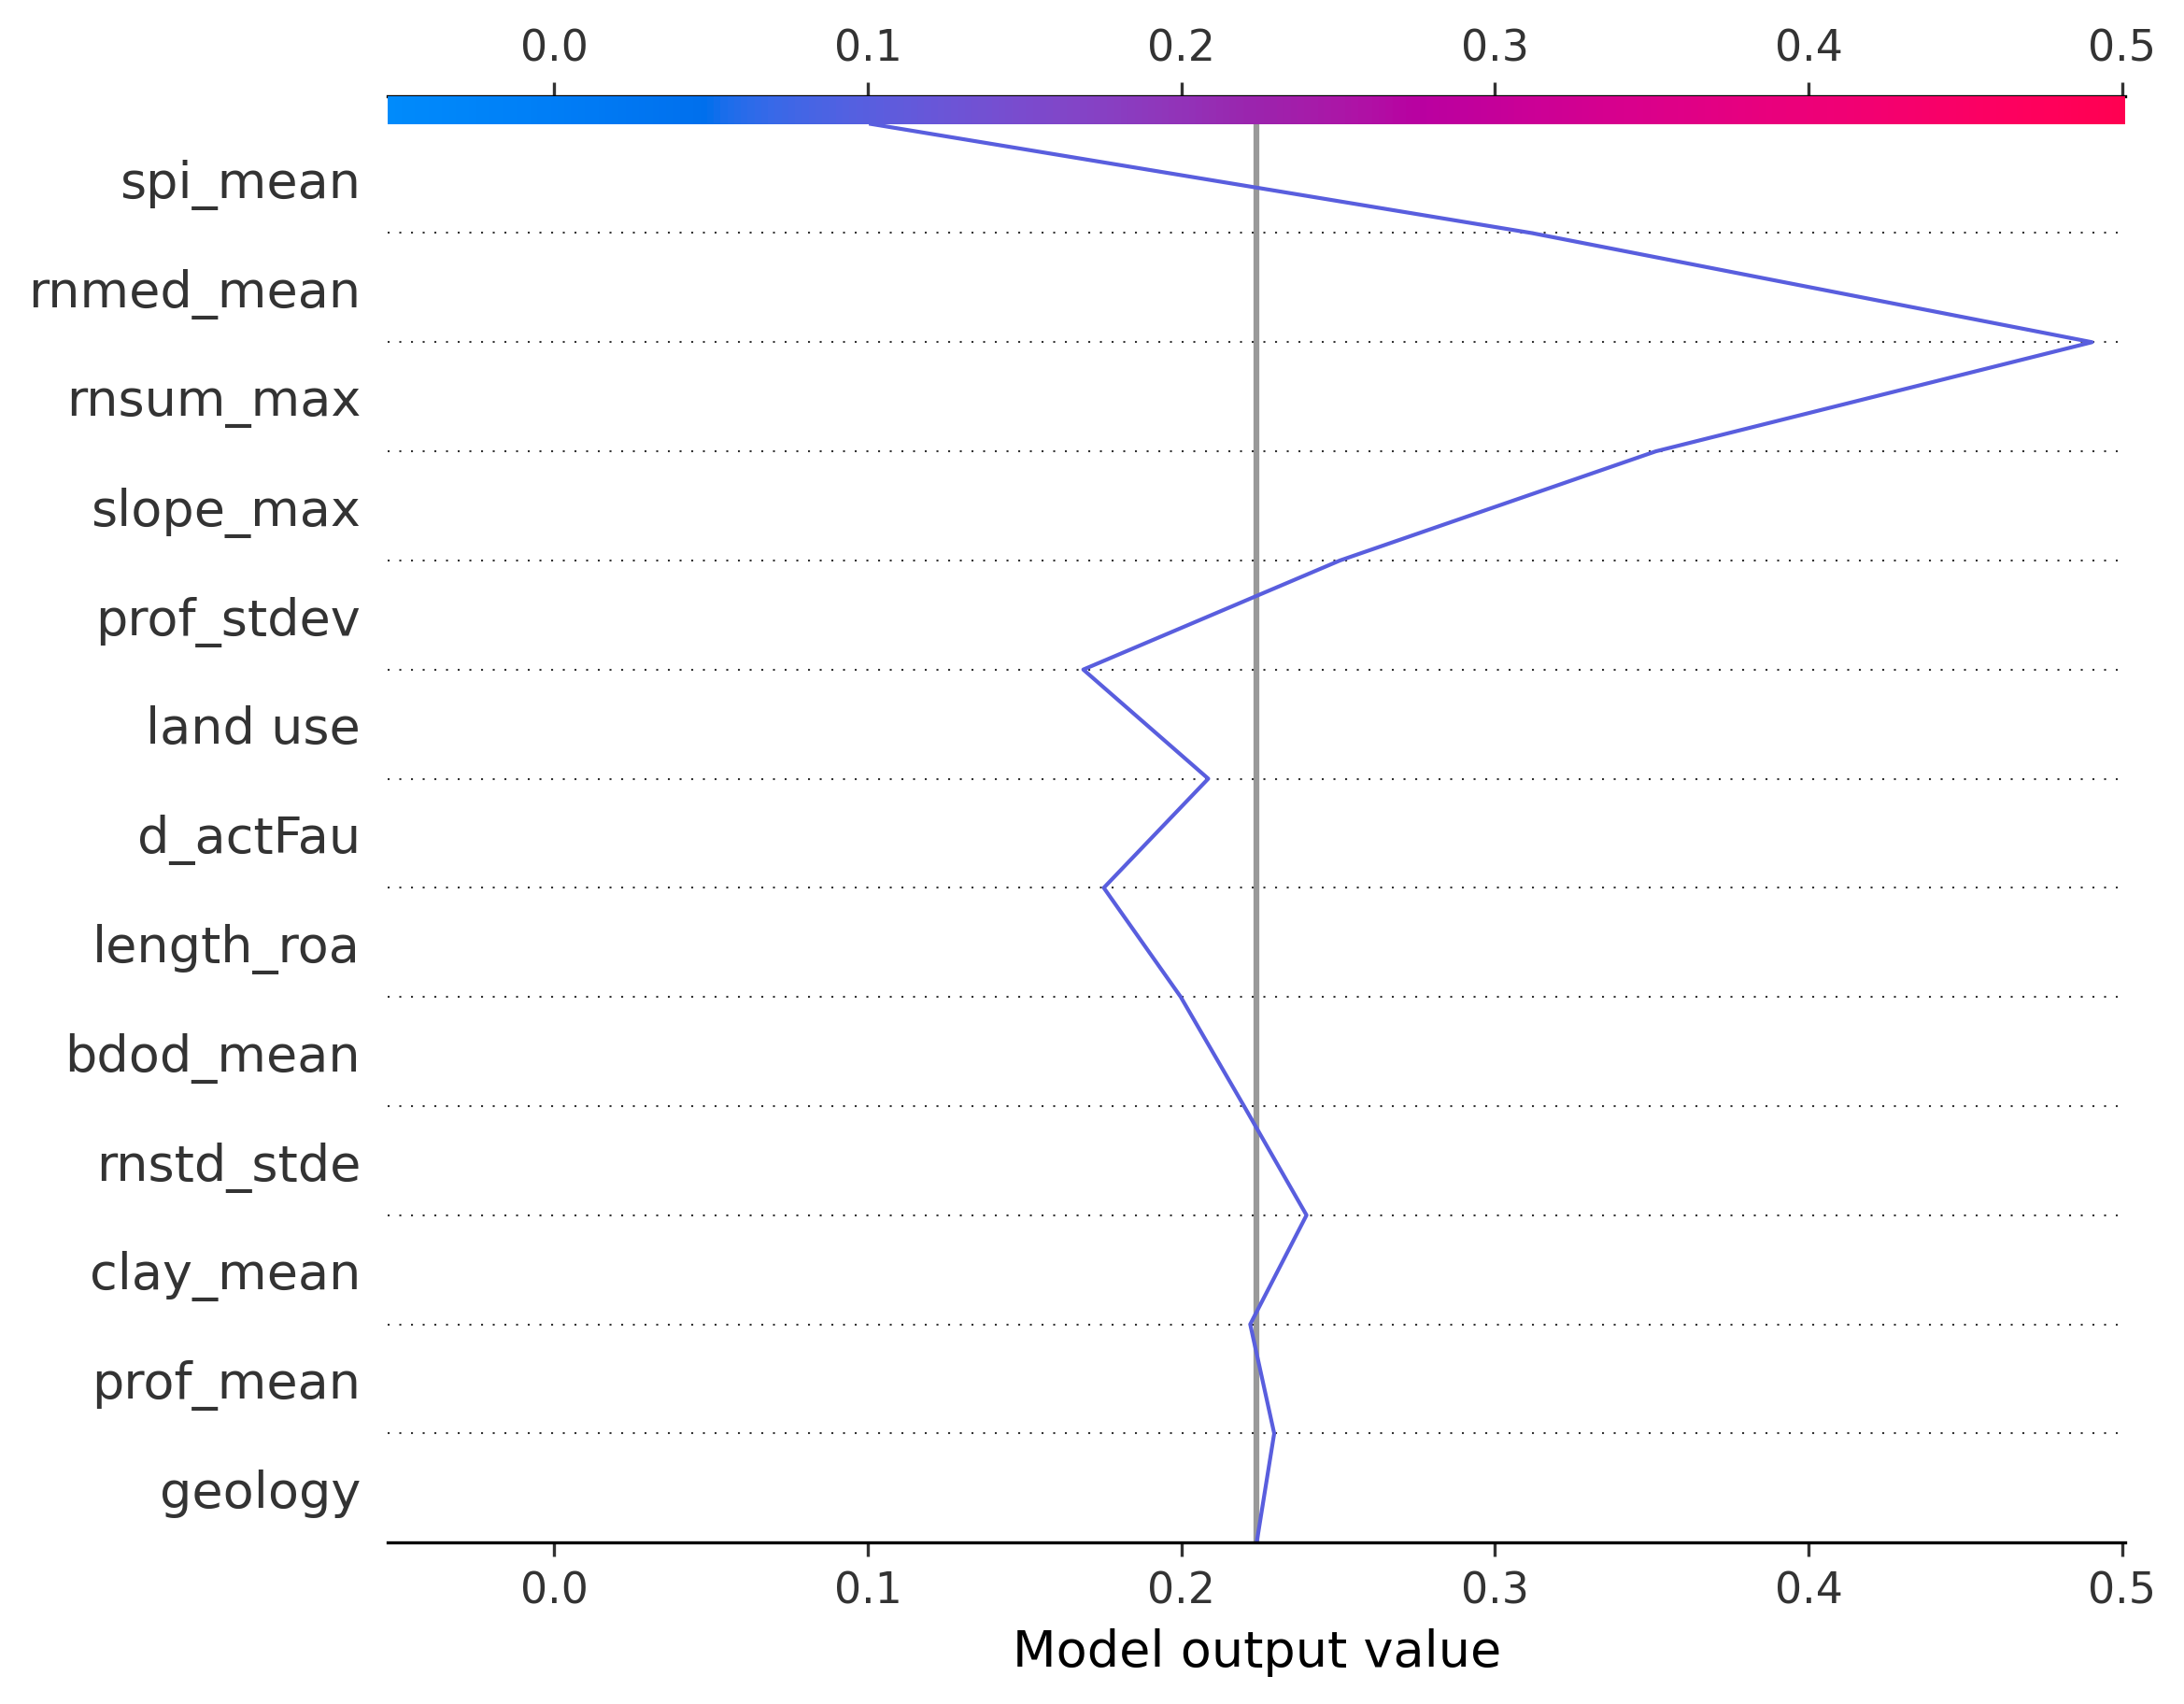 0.0 0.1 0.2 0.3 0.4 0.5
spi_mean
rnmed_mean
rnsum_max
slope_max
prof_stdev
land use
d_actFau
length_roa
bdod_mean
rnstd_stde
clay_mean
prof_mean
geology
0.0 0.1 0.2 0.3 0.4 0.5
Model output value